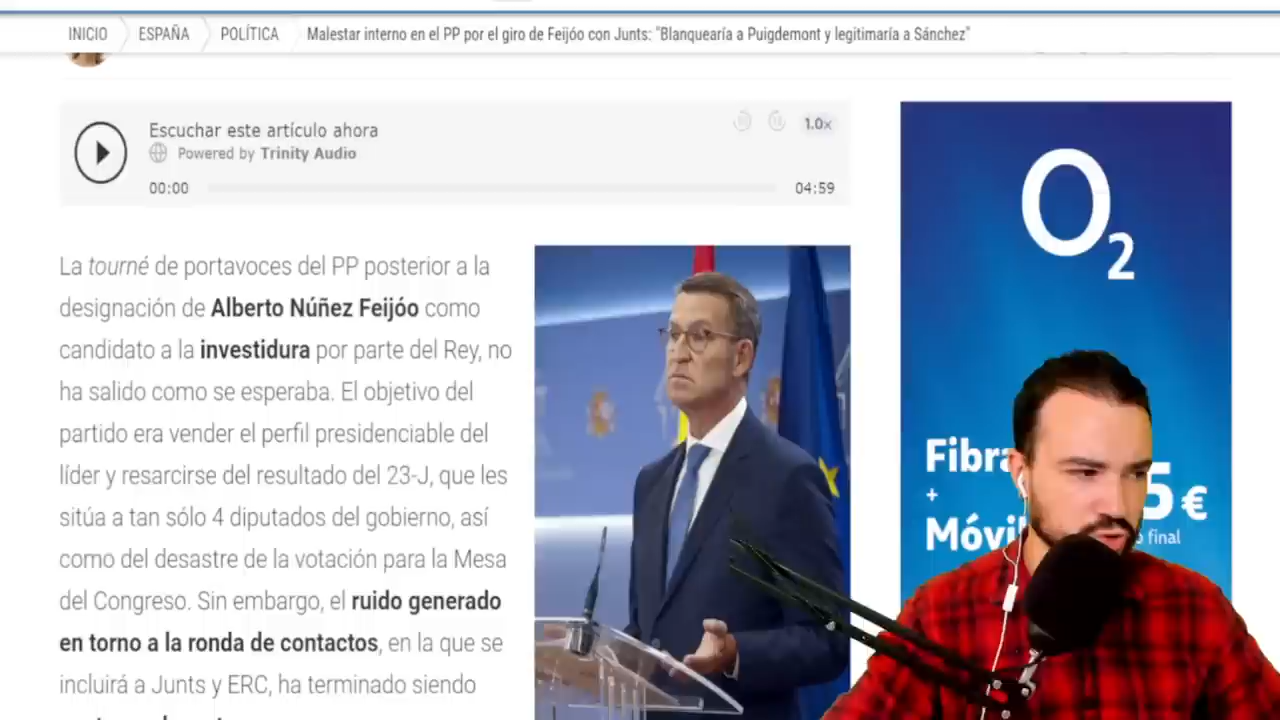 INICIO
ESPAÑA
POLÍTICA
Malestar interno en el PP por el giro de Feijóo con Junts: "Blanquearía a Puigdemont y legitimaría a Sánchez"
Escuchar este artículo ahora
1.0x
Powered by Trinity Audio
00:00
04:59
La tourné de portavoces del PP posterior a la
designación de Alberto Núñez Feijóo como
candidato a la investidura por parte del Rey, no
ha salido como se esperaba. El objetivo del
partido era vender el perfil presidenciable del
líder y resarcirse del resultado del 23-J, que les
sitúa a tan sólo 4 diputados del gobierno, así
como del desastre de la votación para la Mesa
del Congreso. Sin embargo, el ruido generado
en torno a la ronda de contactos, en la que se
incluirá a Junts y ERC, ha terminado siendo
O2
Fibra
+
Móvil
5 €
final